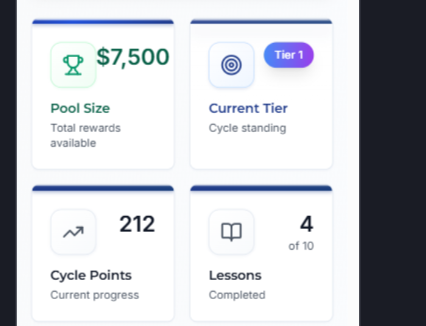 $7,500
Pool Size
Total rewards
available
Tier 1
Current Tier
Cycle standing
212
Cycle Points
Current progress
4
of 10
Lessons
Completed